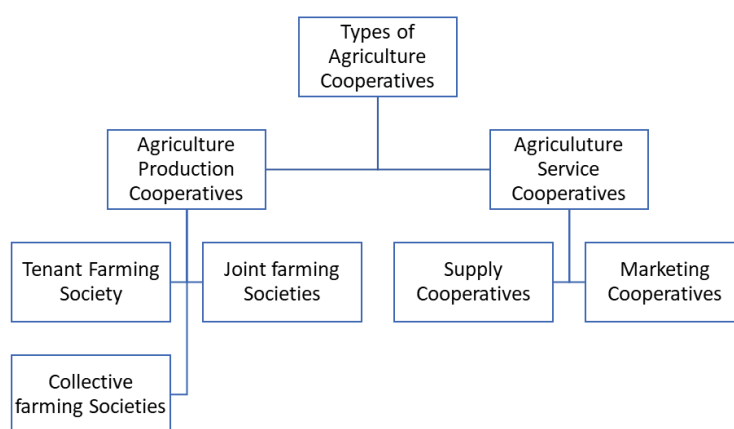 Types of
Agriculture
Cooperatives
Agriculture
Production
Cooperatives
Agriculuture
Service
Cooperatives
Tenant Farming
Society
Joint farming
Societies
Supply
Cooperatives
Marketing
Cooperatives
Collective
farming Societies